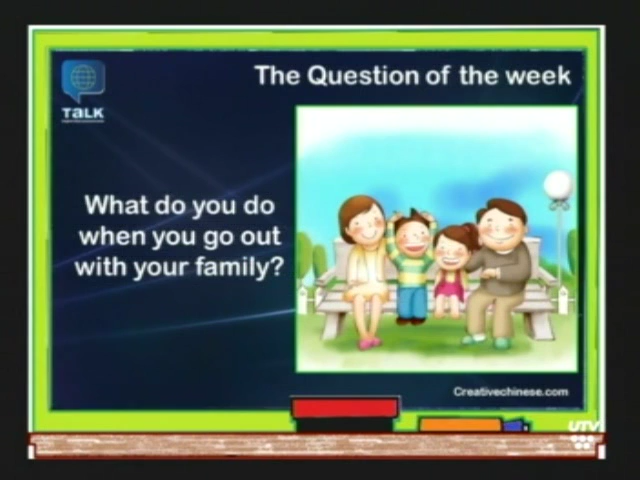 The Question of the week
TaLK
What do you do
when you go out
with your family?
Creativechinese.com
UTV